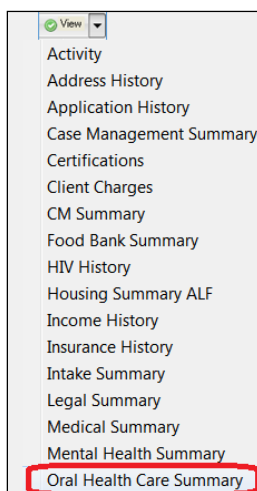 View
Activity
Address History
Application History
Case Management Summary
Certifications
Client Charges
CM Summary
Food Bank Summary
HIV History
Housing Summary ALF
Income History
Insurance History
Intake Summary
Legal Summary
Medical Summary
Mental Health Summary
Oral Health Care Summary